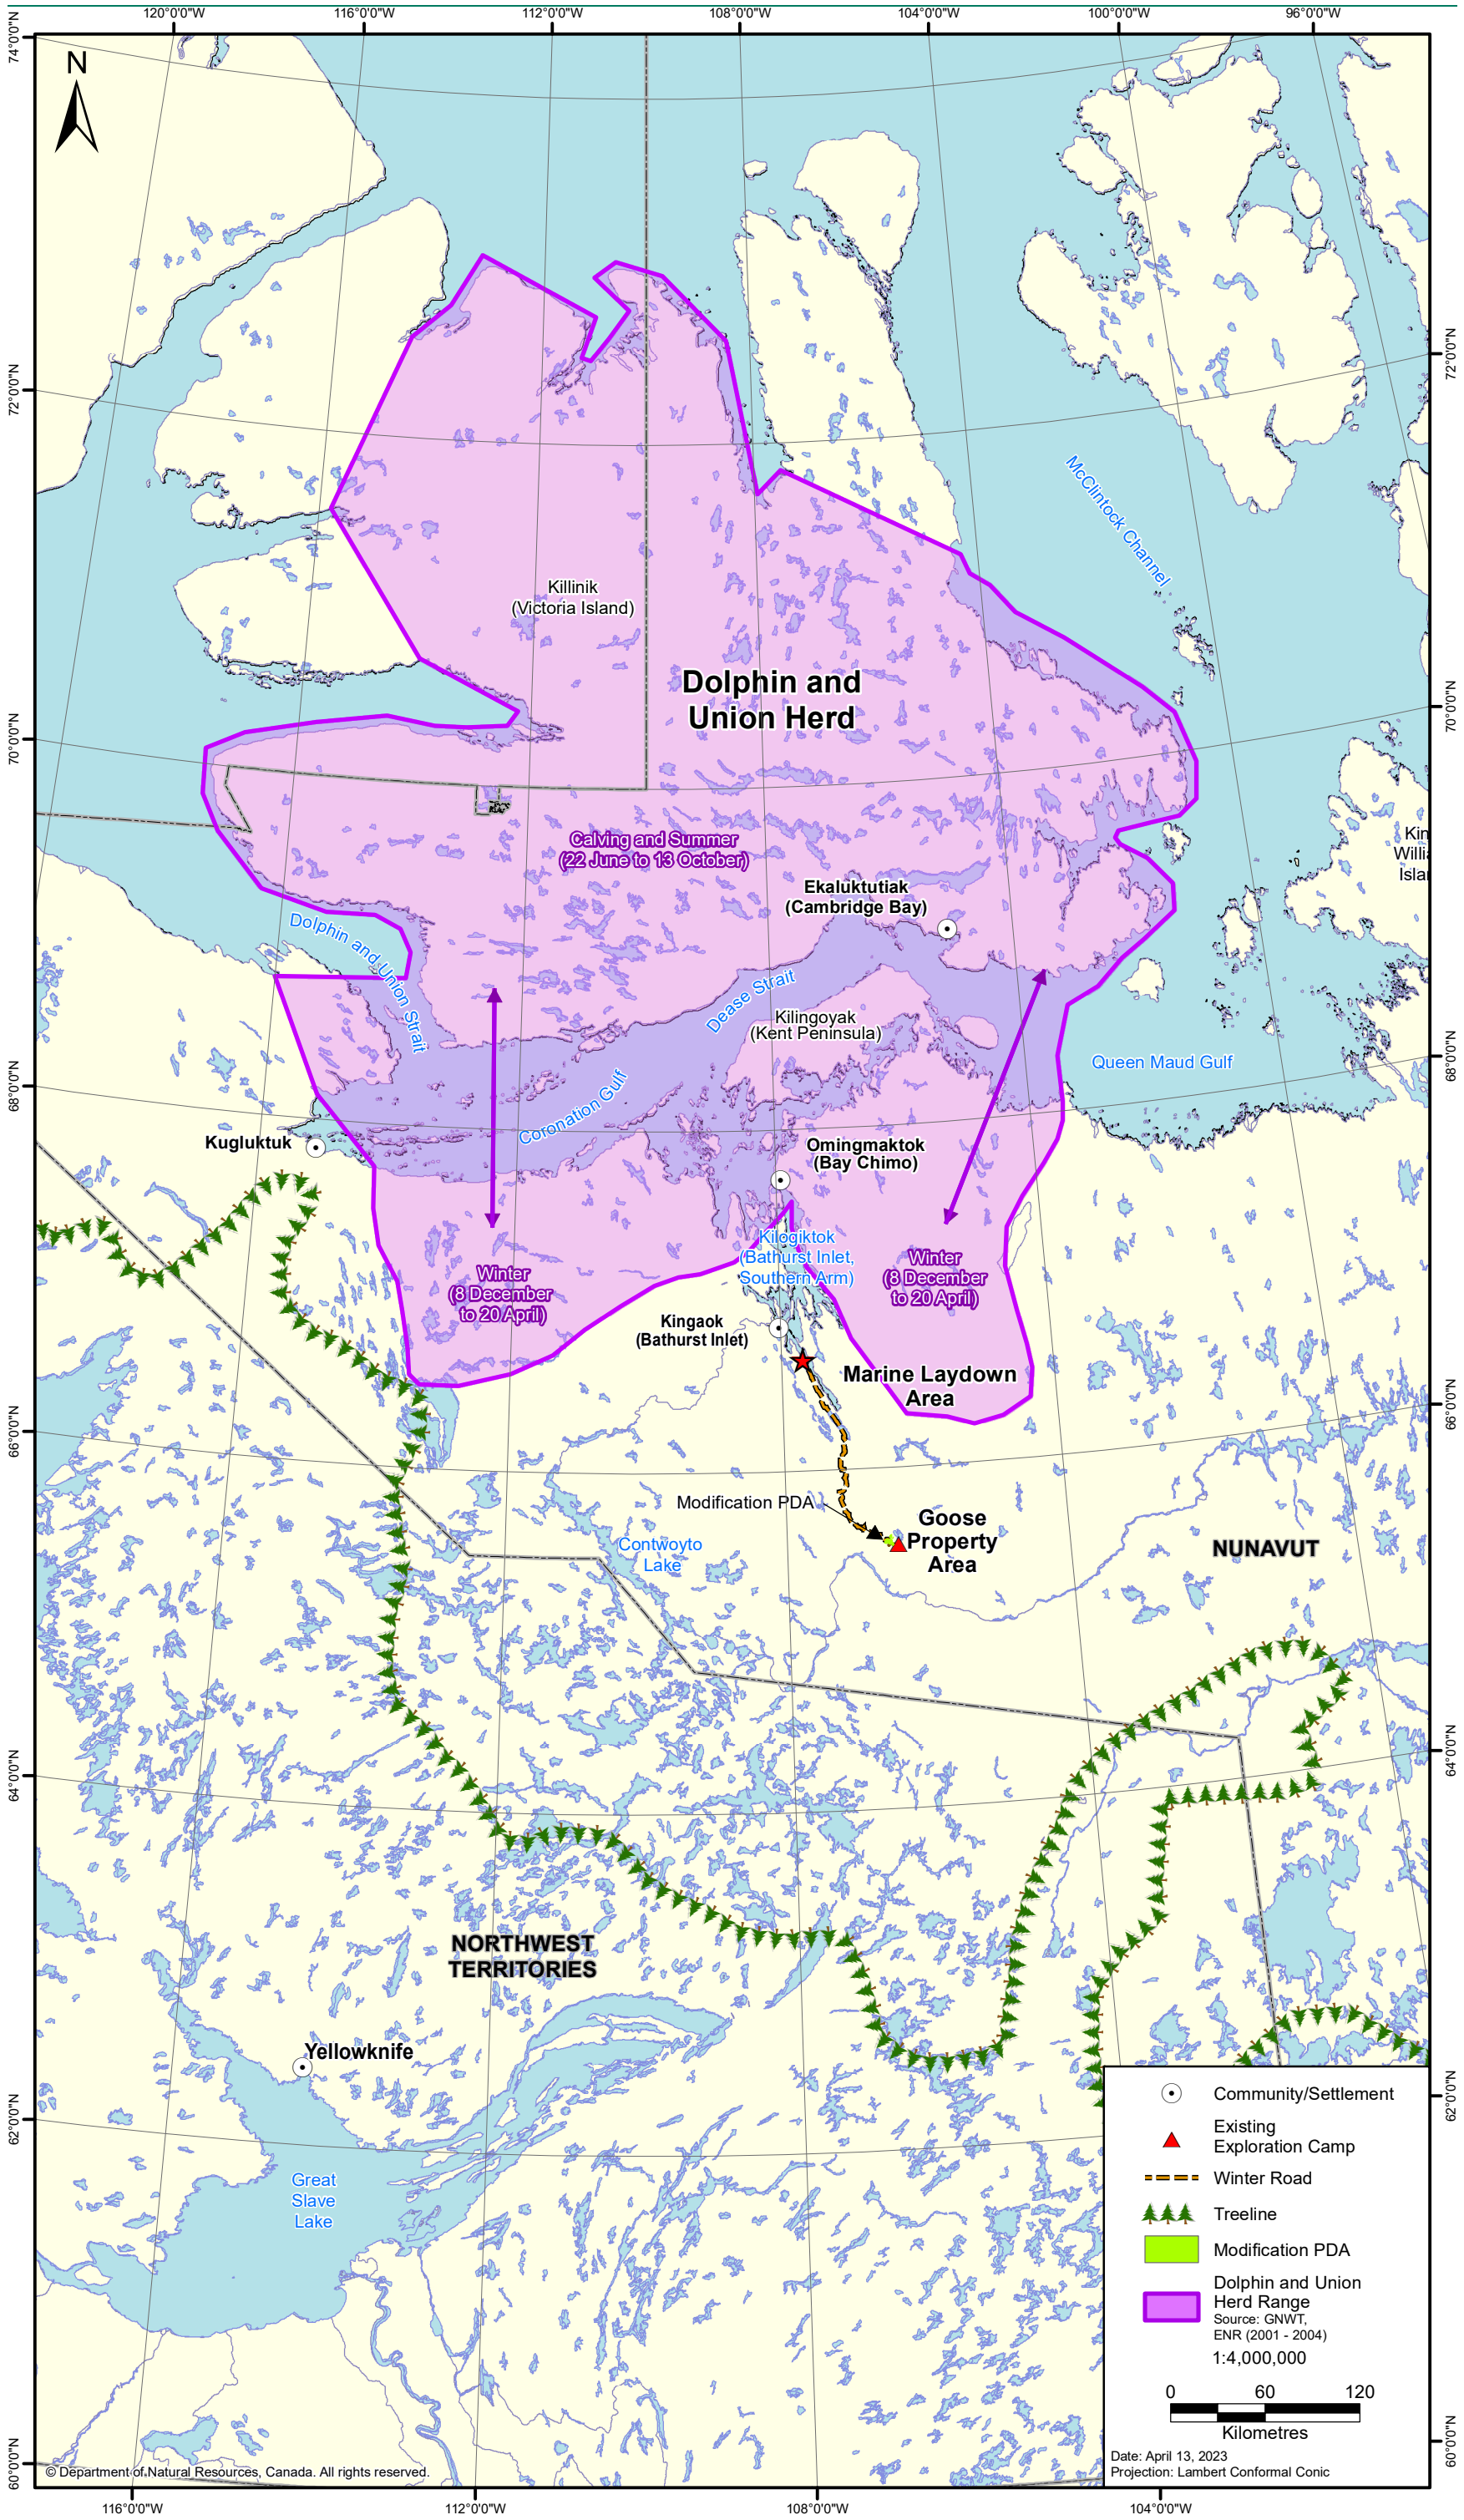 120°0'0"W
116°0'0"W
112°0'0"W
108°0'0"W
104°0'0"W
100°0'0"W
96°0'0"W
74°0'0"N
N
72°0'0"N
72°0'0"N
McClintock Channel
Killinik
(Victoria Island)
Dolphin and
Union Herd
70°0'0"N
70°0'0"N
Calving and Summer
(22 June to 13 October)
Kin
Willia
Islan
Ekaluktutiak
(Cambridge Bay)
Dolphin and Union Strait
Dease Strait
Kilingoyak
(Kent Peninsula)
Queen Maud Gulf
68°0'0"N
68°0'0"N
Coronation Gulf
Kugluktuk
Omingmaktok
(Bay Chimo)
Kilogiktok
(Bathurst Inlet,
Southern Arm)
Winter
(8 December
to 20 April)
Winter
(8 December
to 20 April)
Kingaok
(Bathurst Inlet)
Marine Laydown
Area
66°0'0"N
66°0'0"N
Modification PDA
Goose
Property
Area
Contwoyto
Lake
NUNAVUT
64°0'0"N
64°0'0"N
NORTHWEST
TERRITORIES
Yellowknife
62°0'0"N
62°0'0"N
Great
Slave
Lake
Community/Settlement
Existing
Exploration Camp
Winter Road
Treeline
Modification PDA
Dolphin and Union
Herd Range
Source: GNWT,
ENR (2001 - 2004)
1:4,000,000
0 60 120
Kilometres
Date: April 13, 2023
Projection: Lambert Conformal Conic
60°0'0"N
60°0'0"N
© Department of Natural Resources, Canada. All rights reserved.
116°0'0"W
112°0'0"W
108°0'0"W
104°0'0"W